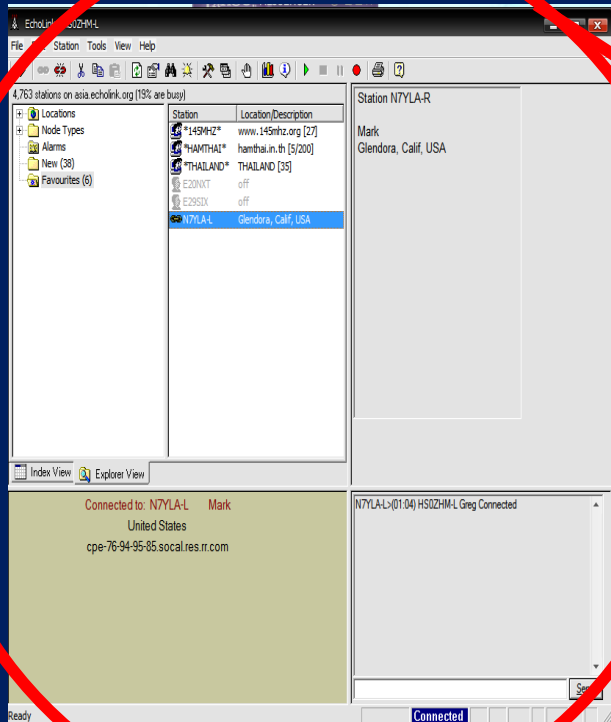 EchoLink HS0ZHM-L
File Station Tools View Help
4,763 stations on asia.echolink.org (19% are busy)
Locations
Node Types
Alarms
New (38)
Favourites (6)
Station Location/Description
*145MHZ* www.145mhz.org [27]
*HAMTHAI* hamthai.in.th [5/200]
*THAILAND* THAILAND [35]
E20NXT off
E29SIX off
N7YLA-L Glendora, Calif, USA
Index View Explorer View
Station N7YLA-R
Mark
Glendora, Calif, USA
Connected to: N7YLA-L Mark
United States
cpe-76-94-95-85.socal.res.rr.com
N7YLA-L>(01:04) HS0ZHM-L Greg Connected
Ready Connected